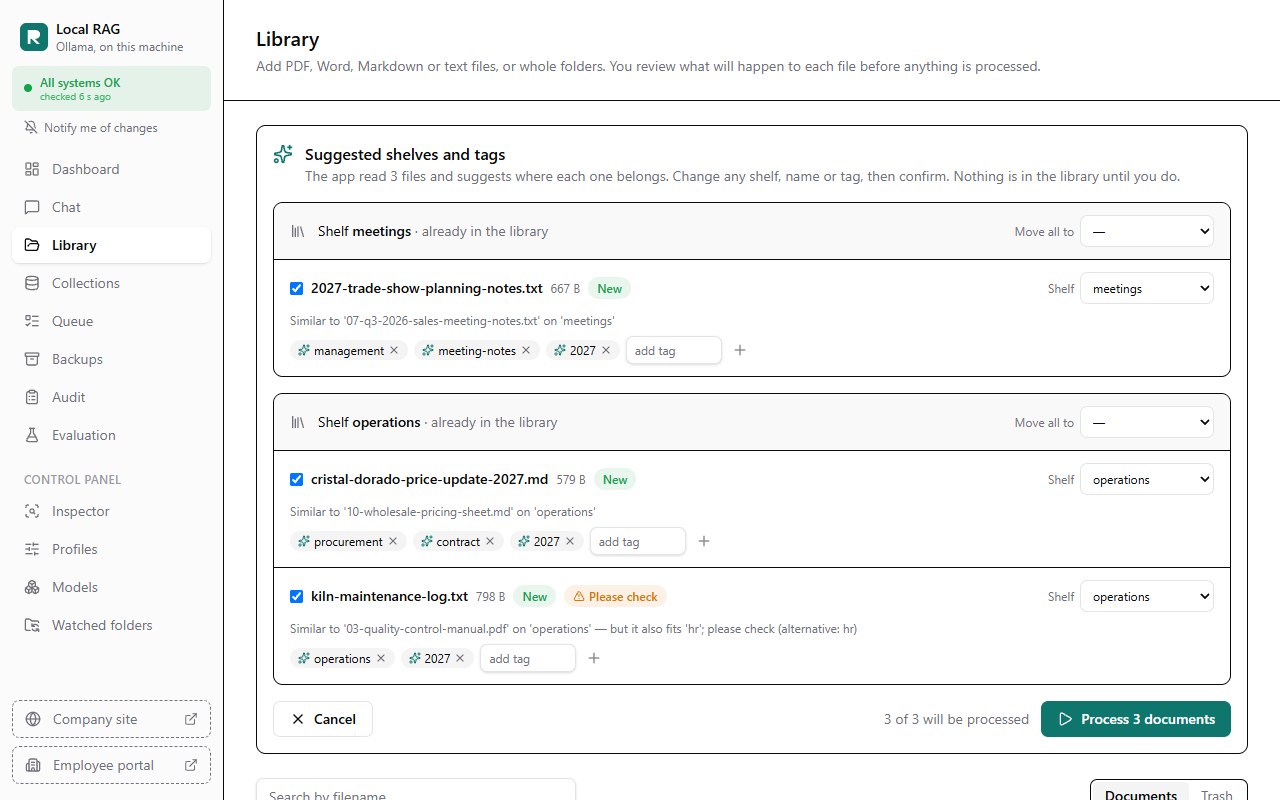 Local RAG
Ollama, on this machine
All systems OK
checked 6 s ago
Notify me of changes
Dashboard
Chat
Library
Collections
Queue
Backups
Audit
Evaluation
CONTROL PANEL
Inspector
Profiles
Models
Watched folders
Company site
Employee portal
Library
Add PDF, Word, Markdown or text files, or whole folders. You review what will happen to each file before anything is processed.
Suggested shelves and tags
The app read 3 files and suggests where each one belongs. Change any shelf, name or tag, then confirm. Nothing is in the library until you do.
Shelf meetings · already in the library Move all to —
2027-trade-show-planning-notes.txt 667 B New Shelf meetings
Similar to '07-q3-2026-sales-meeting-notes.txt' on 'meetings'
management meeting-notes 2027 add tag
Shelf operations · already in the library Move all to —
cristal-dorado-price-update-2027.md 579 B New Shelf operations
Similar to '10-wholesale-pricing-sheet.md' on 'operations'
procurement contract 2027 add tag
kiln-maintenance-log.txt 798 B New Please check Shelf operations
Similar to '03-quality-control-manual.pdf' on 'operations' — but it also fits 'hr'; please check (alternative: hr)
operations 2027 add tag
Cancel 3 of 3 will be processed Process 3 documents
Search by filename Documents Trash